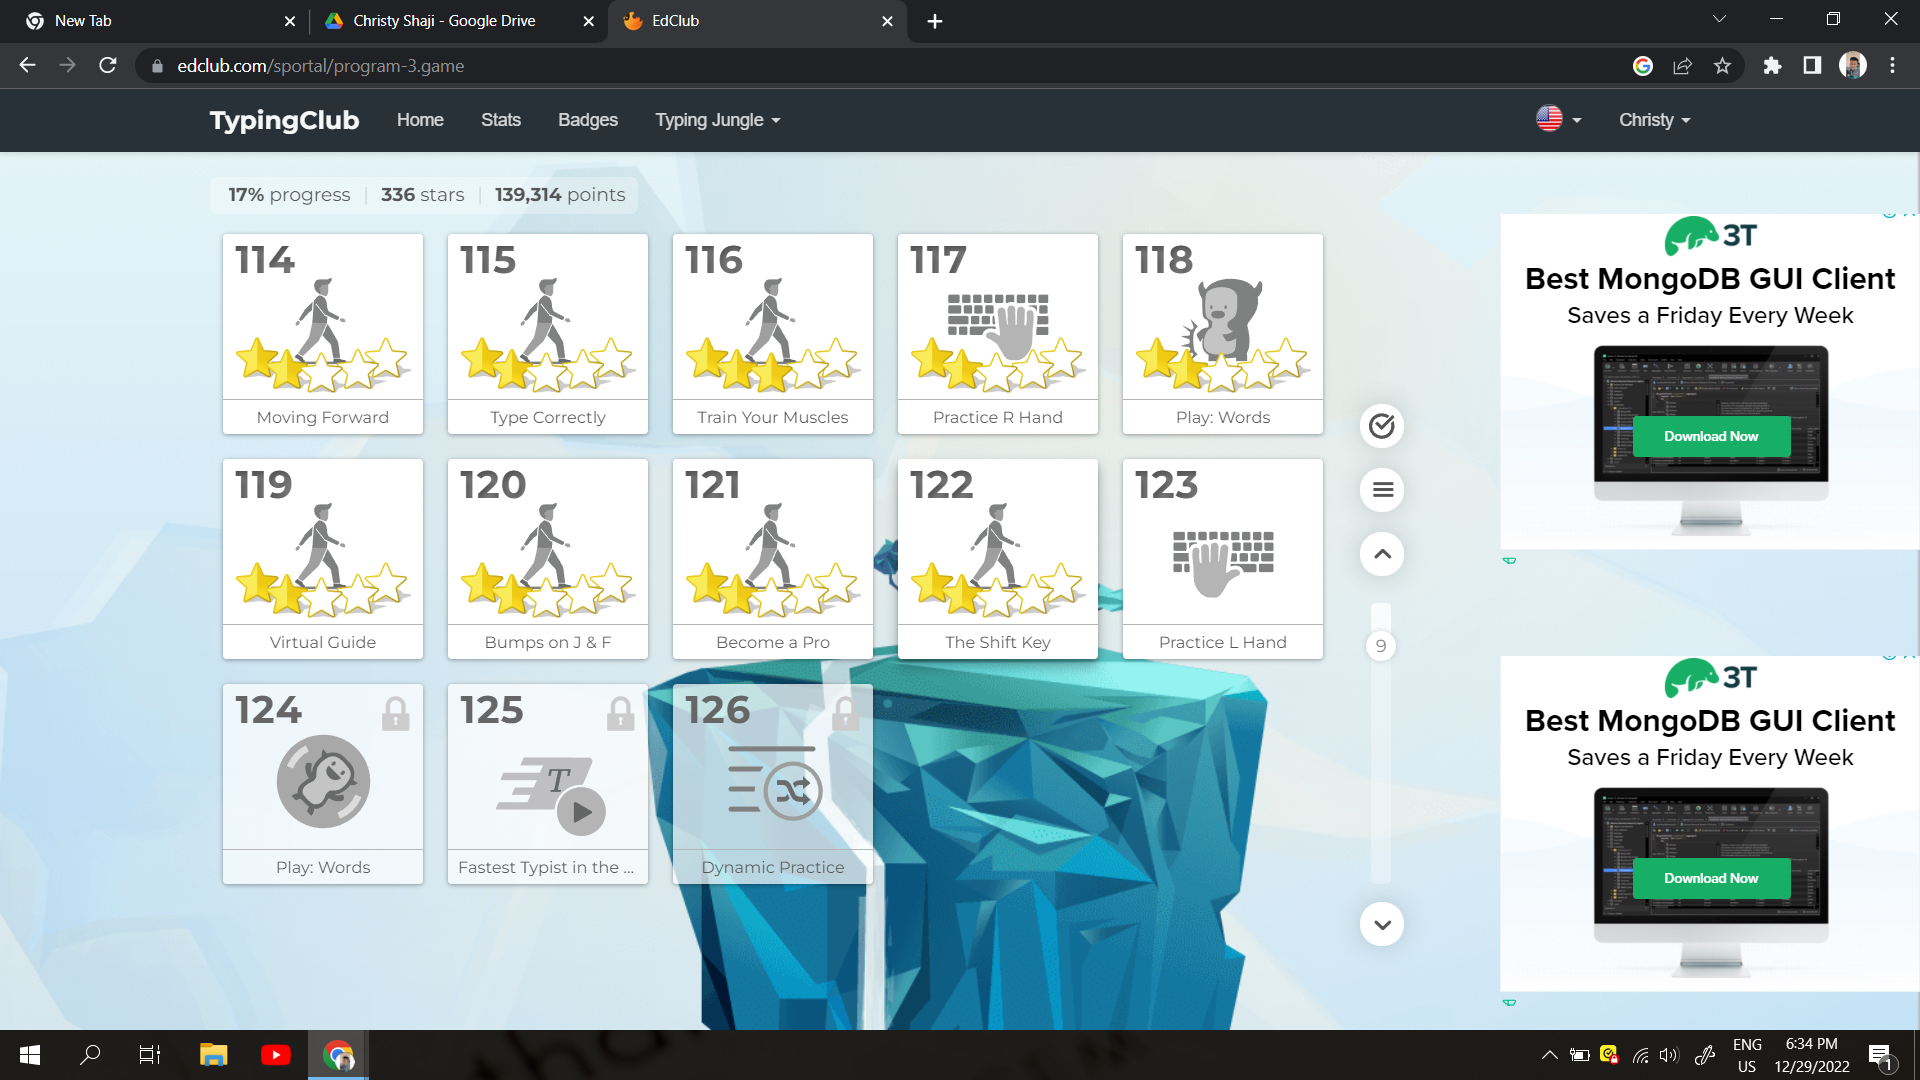 New Tab
Christy Shaji - Google Drive
EdClub
edclub.com/sportal/program-3.game
TypingClub
Home
Stats
Badges
Typing Jungle
Christy
17% progress
336 stars
139,314 points
114
115
116
117
118
Moving Forward
Type Correctly
Train Your Muscles
Practice R Hand
Play: Words
119
120
121
122
123
Virtual Guide
Bumps on J & F
Become a Pro
The Shift Key
Practice L Hand
124
125
126
T
Play: Words
Fastest Typist in the ...
Dynamic Practice
9
3T
Best MongoDB GUI Client
Saves a Friday Every Week
Download Now
3T
Best MongoDB GUI Client
Saves a Friday Every Week
Download Now
ENG
US
6:34 PM
12/29/2022
1